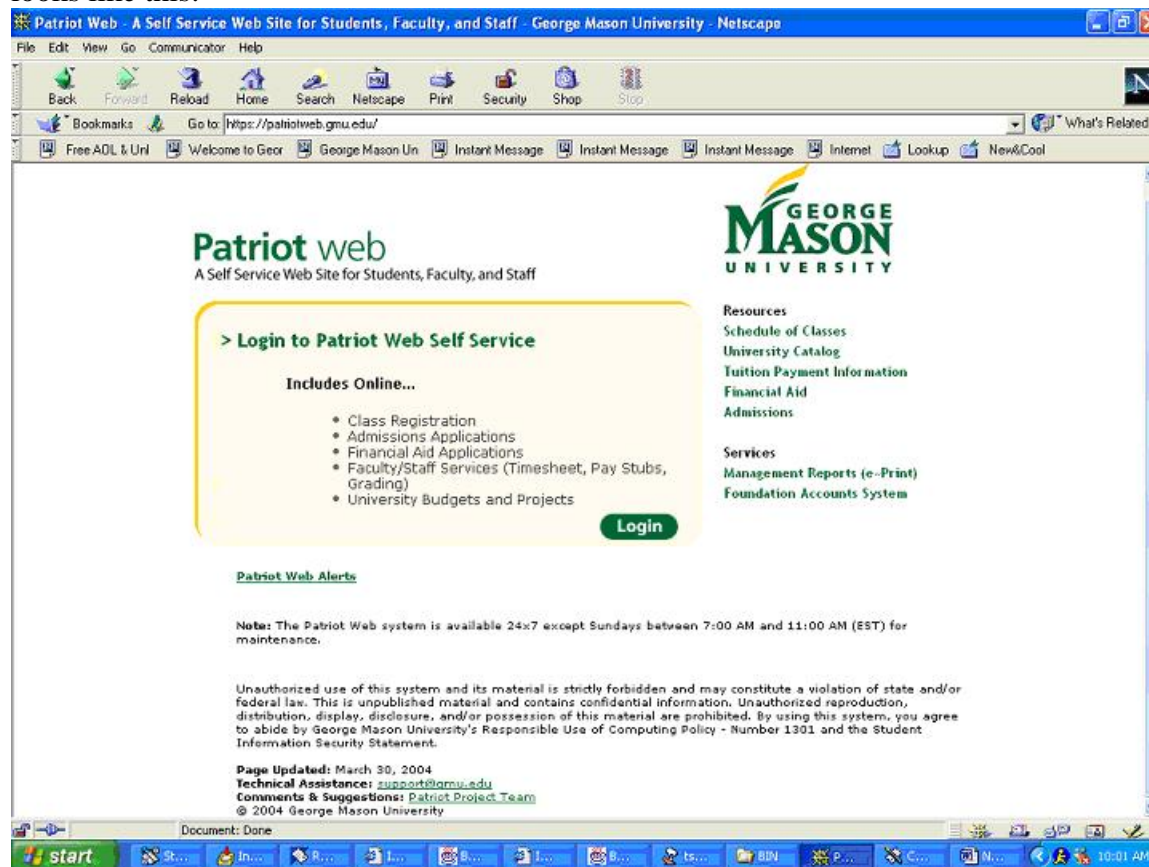 Patriot Web - A Self Service Web Site for Students, Faculty, and Staff - George Mason University - Netscape
File Edit View Go Communicator Help
Back Forward Reload Home Search Netscape Print Security Shop Stop
Bookmarks Go to: https://patriotweb.gmu.edu/ What's Related
Free AOL & Unl Welcome to Geor George Mason Un Instant Message Instant Message Instant Message Internet Lookup New&Cool
GEORGE
MASON
UNIVERSITY
Patriot web
A Self Service Web Site for Students, Faculty, and Staff
> Login to Patriot Web Self Service
Includes Online...
• Class Registration
• Admissions Applications
• Financial Aid Applications
• Faculty/Staff Services (Timesheet, Pay Stubs,
Grading)
• University Budgets and Projects
Login
Resources
Schedule of Classes
University Catalog
Tuition Payment Information
Financial Aid
Admissions
Services
Management Reports (e-Print)
Foundation Accounts System
Patriot Web Alerts
Note: The Patriot Web system is available 24x7 except Sundays between 7:00 AM and 11:00 AM (EST) for
maintenance.
Unauthorized use of this system and its material is strictly forbidden and may constitute a violation of state and/or
federal law. This is unpublished material and contains confidential information. Unauthorized reproduction,
distribution, display, disclosure, and/or possession of this material are prohibited. By using this system, you agree
to abide by George Mason University's Responsible Use of Computing Policy - Number 1301 and the Student
Information Security Statement.
Page Updated: March 30, 2004
Technical Assistance: support@gmu.edu
Comments & Suggestions: Patriot Project Team
© 2004 George Mason University
Document: Done
start St... In... R... 1... B... 1... B... ts... BIN P... C... N... 10:01 AM